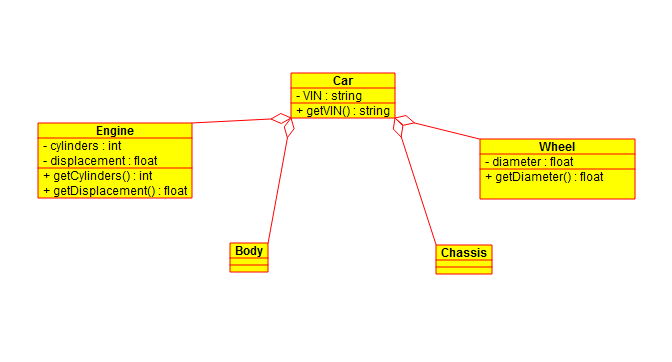 Car
- VIN : string
+ getVIN() : string
Engine
- cylinders : int
- displacement : float
+ getCylinders() : int
+ getDisplacement() : float
Wheel
- diameter : float
+ getDiameter() : float
Body
Chassis